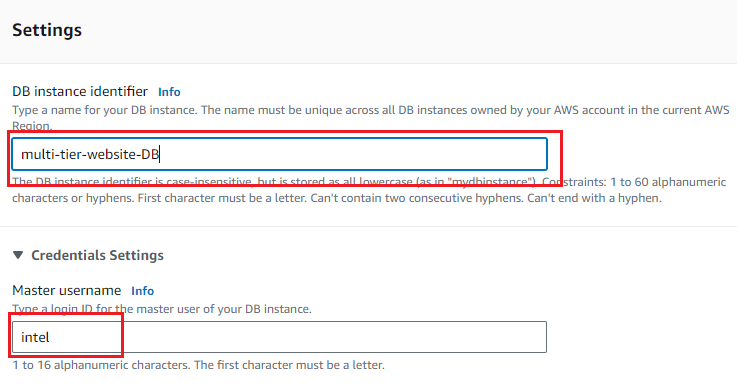 Settings
DB instance identifier Info
Type a name for your DB instance. The name must be unique across all DB instances owned by your AWS account in the current AWS
Region.
multi-tier-website-DB
The DB instance identifier is case-insensitive, but is stored as all lowercase (as in "mydbinstance"). Constraints: 1 to 60 alphanumeric
characters or hyphens. First character must be a letter. Can't contain two consecutive hyphens. Can't end with a hyphen.
▼ Credentials Settings
Master username Info
Type a login ID for the master user of your DB instance.
intel
1 to 16 alphanumeric characters. The first character must be a letter.